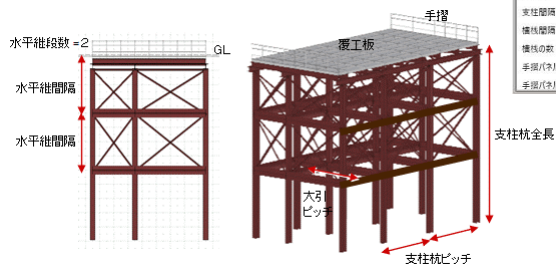 水平継段数 =2
GL
水平継間隔
水平継間隔
手摺
覆工板
支柱杭全長
大引
ピッチ
支柱杭ピッチ
支柱間隔
横桟間隔
横桟の数
手摺パネル
手摺パネル